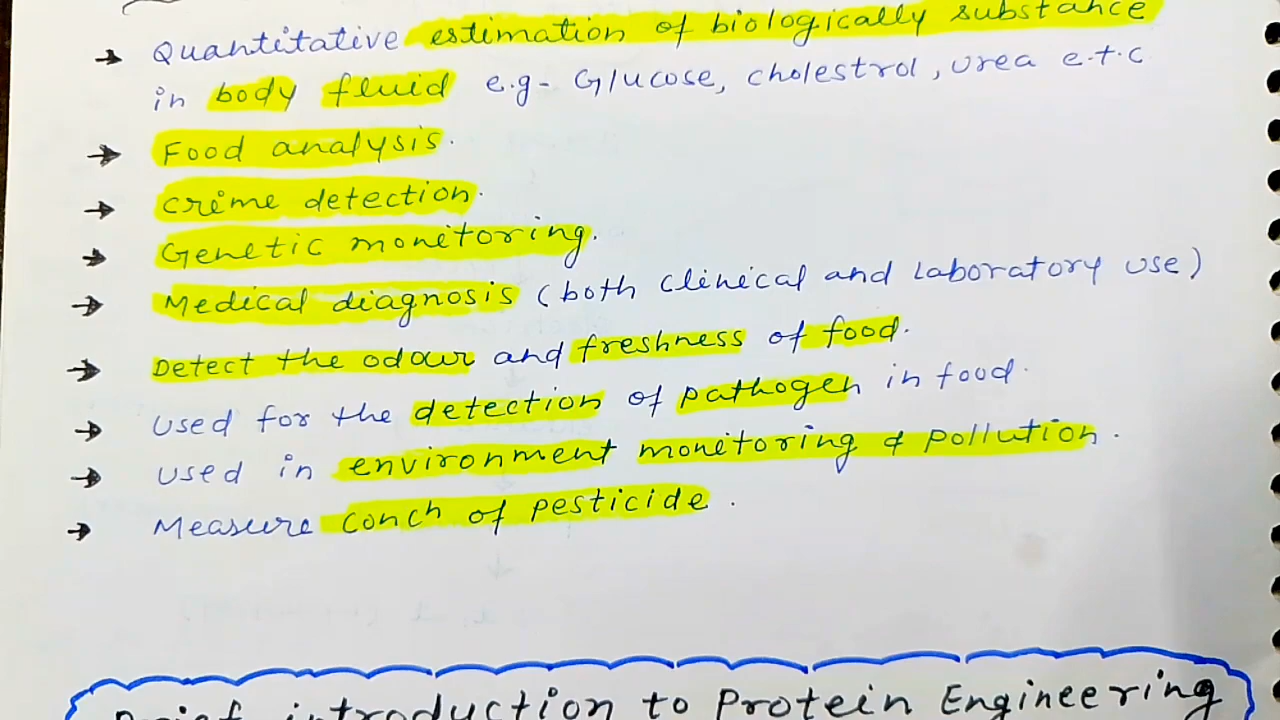 → Quantitative estimation of biologically substance
in body fluid e.g- Glucose, cholestrol, urea e.t.c
→ Food analysis.
→ Crime detection.
→ Genetic monitoring.
→ Medical diagnosis (both clinical and Laboratory use)
→ Detect the odour and freshness of food.
→ Used for the detection of pathogen in food.
→ Used in environment monitoring & pollution.
→ Measure conⁿ of pesticide.
Brief introduction to Protein Engineering